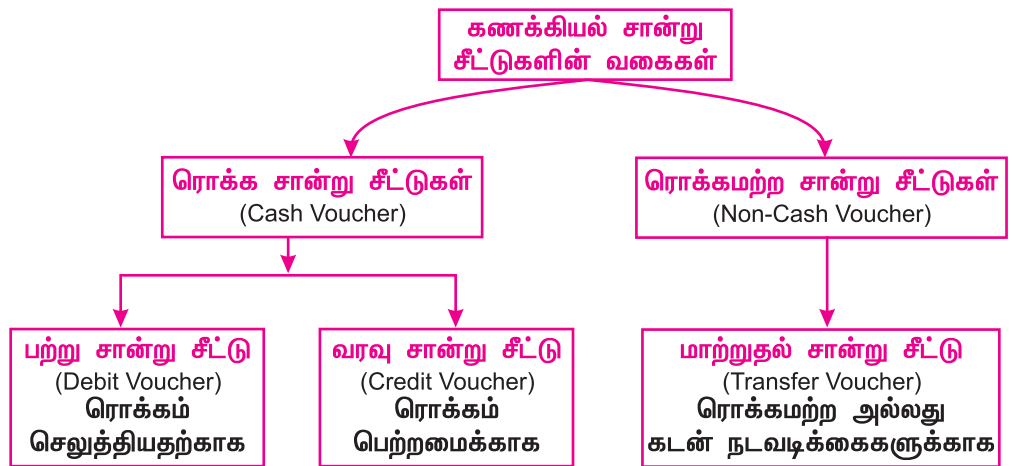 கணக்கியல் சான்று
சீட்டுகளின் வகைகள்
ரொக்க சான்று சீட்டுகள்
(Cash Voucher)
ரொக்கமற்ற சான்று சீட்டுகள்
(Non-Cash Voucher)
பற்று சான்று சீட்டு
(Debit Voucher)
ரொக்கம்
செலுத்தியதற்காக
வரவு சான்று சீட்டு
(Credit Voucher)
ரொக்கம்
பெற்றமைக்காக
மாற்றுதல் சான்று சீட்டு
(Transfer Voucher)
ரொக்கமற்ற அல்லது
கடன் நடவடிக்கைகளுக்காக